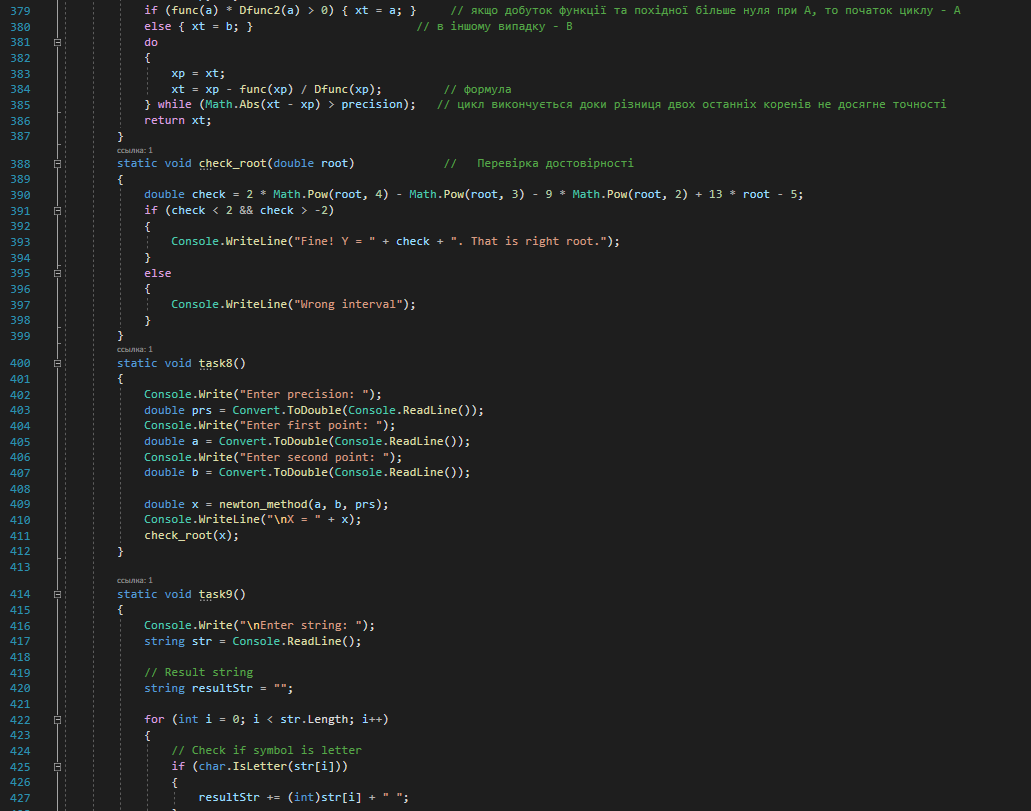 379 if (func(a) * Dfunc2(a) > 0) { xt = a; } // якщо добуток функції та похідної більше нуля при А, то початок циклу - А
380 else { xt = b; } // в іншому випадку - В
381 do
382 {
383 xp = xt;
384 xt = xp - func(xp) / Dfunc(xp); // формула
385 } while (Math.Abs(xt - xp) > precision); // цикл викончується доки різниця двох останніх коренів не досягне точності
386 return xt;
387 }
ссылка: 1
388 static void check_root(double root) // Перевірка достовірності
389 {
390 double check = 2 * Math.Pow(root, 4) - Math.Pow(root, 3) - 9 * Math.Pow(root, 2) + 13 * root - 5;
391 if (check < 2 && check > -2)
392 {
393 Console.WriteLine("Fine! Y = " + check + ". That is right root.");
394 }
395 else
396 {
397 Console.WriteLine("Wrong interval");
398 }
399 }
ссылка: 1
400 static void task8()
401 {
402 Console.Write("Enter precision: ");
403 double prs = Convert.ToDouble(Console.ReadLine());
404 Console.Write("Enter first point: ");
405 double a = Convert.ToDouble(Console.ReadLine());
406 Console.Write("Enter second point: ");
407 double b = Convert.ToDouble(Console.ReadLine());
408
409 double x = newton_method(a, b, prs);
410 Console.WriteLine("\nX = " + x);
411 check_root(x);
412 }
413
ссылка: 1
414 static void task9()
415 {
416 Console.Write("\nEnter string: ");
417 string str = Console.ReadLine();
418
419 // Result string
420 string resultStr = "";
421
422 for (int i = 0; i < str.Length; i++)
423 {
424 // Check if symbol is letter
425 if (char.IsLetter(str[i]))
426 {
427 resultStr += (int)str[i] + " ";